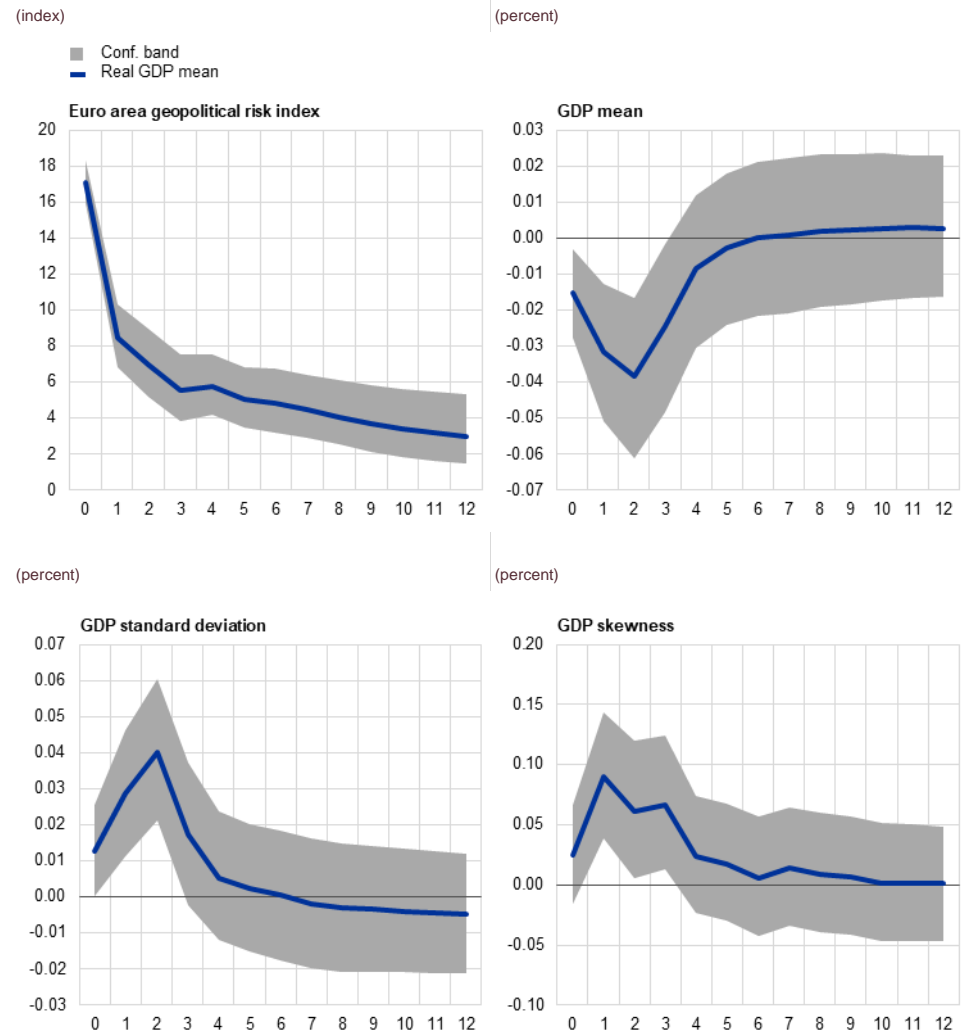 (index)
(percent)
Conf. band
Real GDP mean
Euro area geopolitical risk index
20
18
16
14
12
10
8
6
4
2
0
0 1 2 3 4 5 6 7 8 9 10 11 12
GDP mean
0.03
0.02
0.01
0.00
-0.01
-0.02
-0.03
-0.04
-0.05
-0.06
-0.07
0 1 2 3 4 5 6 7 8 9 10 11 12
(percent)
(percent)
GDP standard deviation
0.07
0.06
0.05
0.04
0.03
0.02
0.01
0.00
-0.01
-0.02
-0.03
0 1 2 3 4 5 6 7 8 9 10 11 12
GDP skewness
0.20
0.15
0.10
0.05
0.00
-0.05
-0.10
0 1 2 3 4 5 6 7 8 9 10 11 12